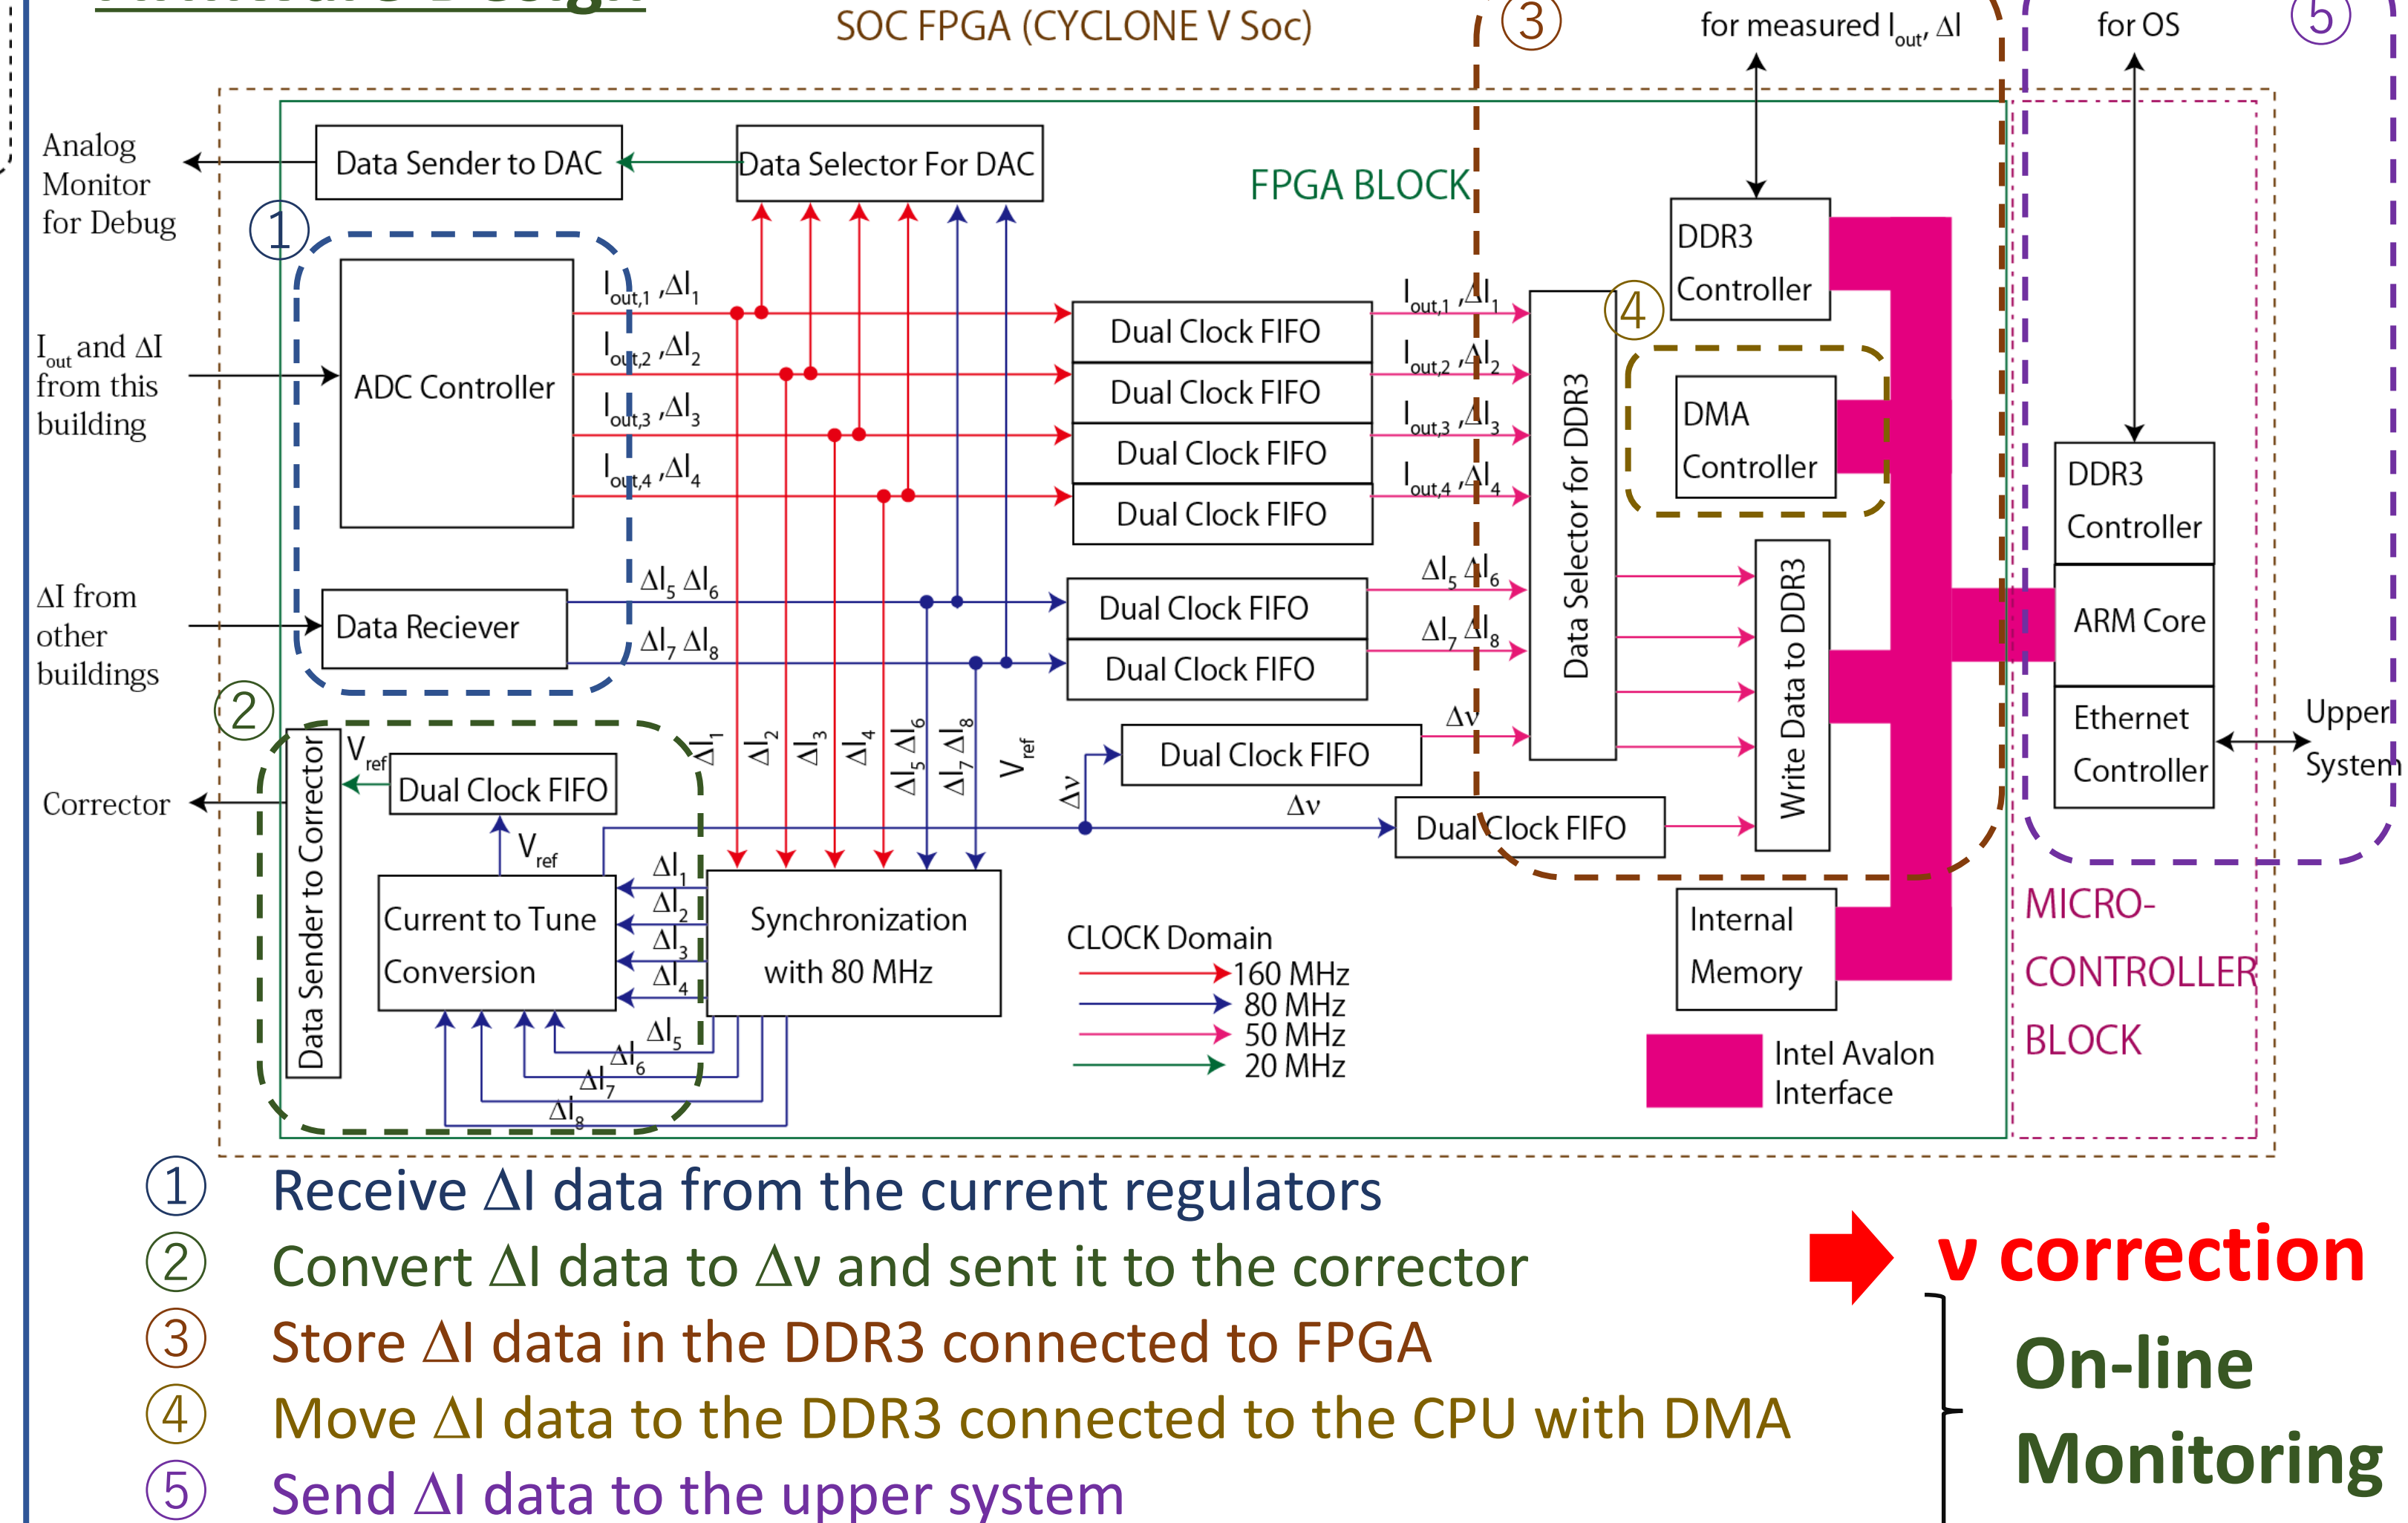 SOC FPGA (CYCLONE V Soc)
③
for measured Iout, ΔI
for OS
⑤
Analog
Monitor
for Debug
Data Sender to DAC
Data Selector For DAC
FPGA BLOCK
①
ADC Controller
Iout,1 ,ΔI1
Iout,2 ,ΔI2
Iout,3 ,ΔI3
Iout,4 ,ΔI4
Iout and ΔI
from this
building
Dual Clock FIFO
Dual Clock FIFO
Dual Clock FIFO
Dual Clock FIFO
Iout,1 ,ΔI1
Iout,2 ,ΔI2
Iout,3 ,ΔI3
Iout,4 ,ΔI4
Data Selector for DDR3
DDR3
Controller
④
DMA
Controller
DDR3
Controller
ARM Core
Ethernet
Controller
Upper
System
ΔI from
other
buildings
Data Reciever
ΔI5 ΔI6
ΔI7 ΔI8
Dual Clock FIFO
Dual Clock FIFO
ΔI5 ΔI6
ΔI7 ΔI8
Write Data to DDR3
②
Corrector
Data Sender to Corrector
Vref
Dual Clock FIFO
Vref
ΔI1
ΔI2
ΔI3
ΔI4
ΔI5 ΔI6
ΔI7 ΔI8
Vref
Δν
Dual Clock FIFO
Δν
Δν
Dual Clock FIFO
Current to Tune
Conversion
ΔI1
ΔI2
ΔI3
ΔI4
Synchronization
with 80 MHz
ΔI5
ΔI6
ΔI7
ΔI8
CLOCK Domain
160 MHz
80 MHz
50 MHz
20 MHz
Internal
Memory
Intel Avalon
Interface
MICRO-
CONTROLLER
BLOCK
① Receive ΔI data from the current regulators
② Convert ΔI data to Δν and sent it to the corrector
③ Store ΔI data in the DDR3 connected to FPGA
④ Move ΔI data to the DDR3 connected to the CPU with DMA
⑤ Send ΔI data to the upper system
ν correction
On-line
Monitoring